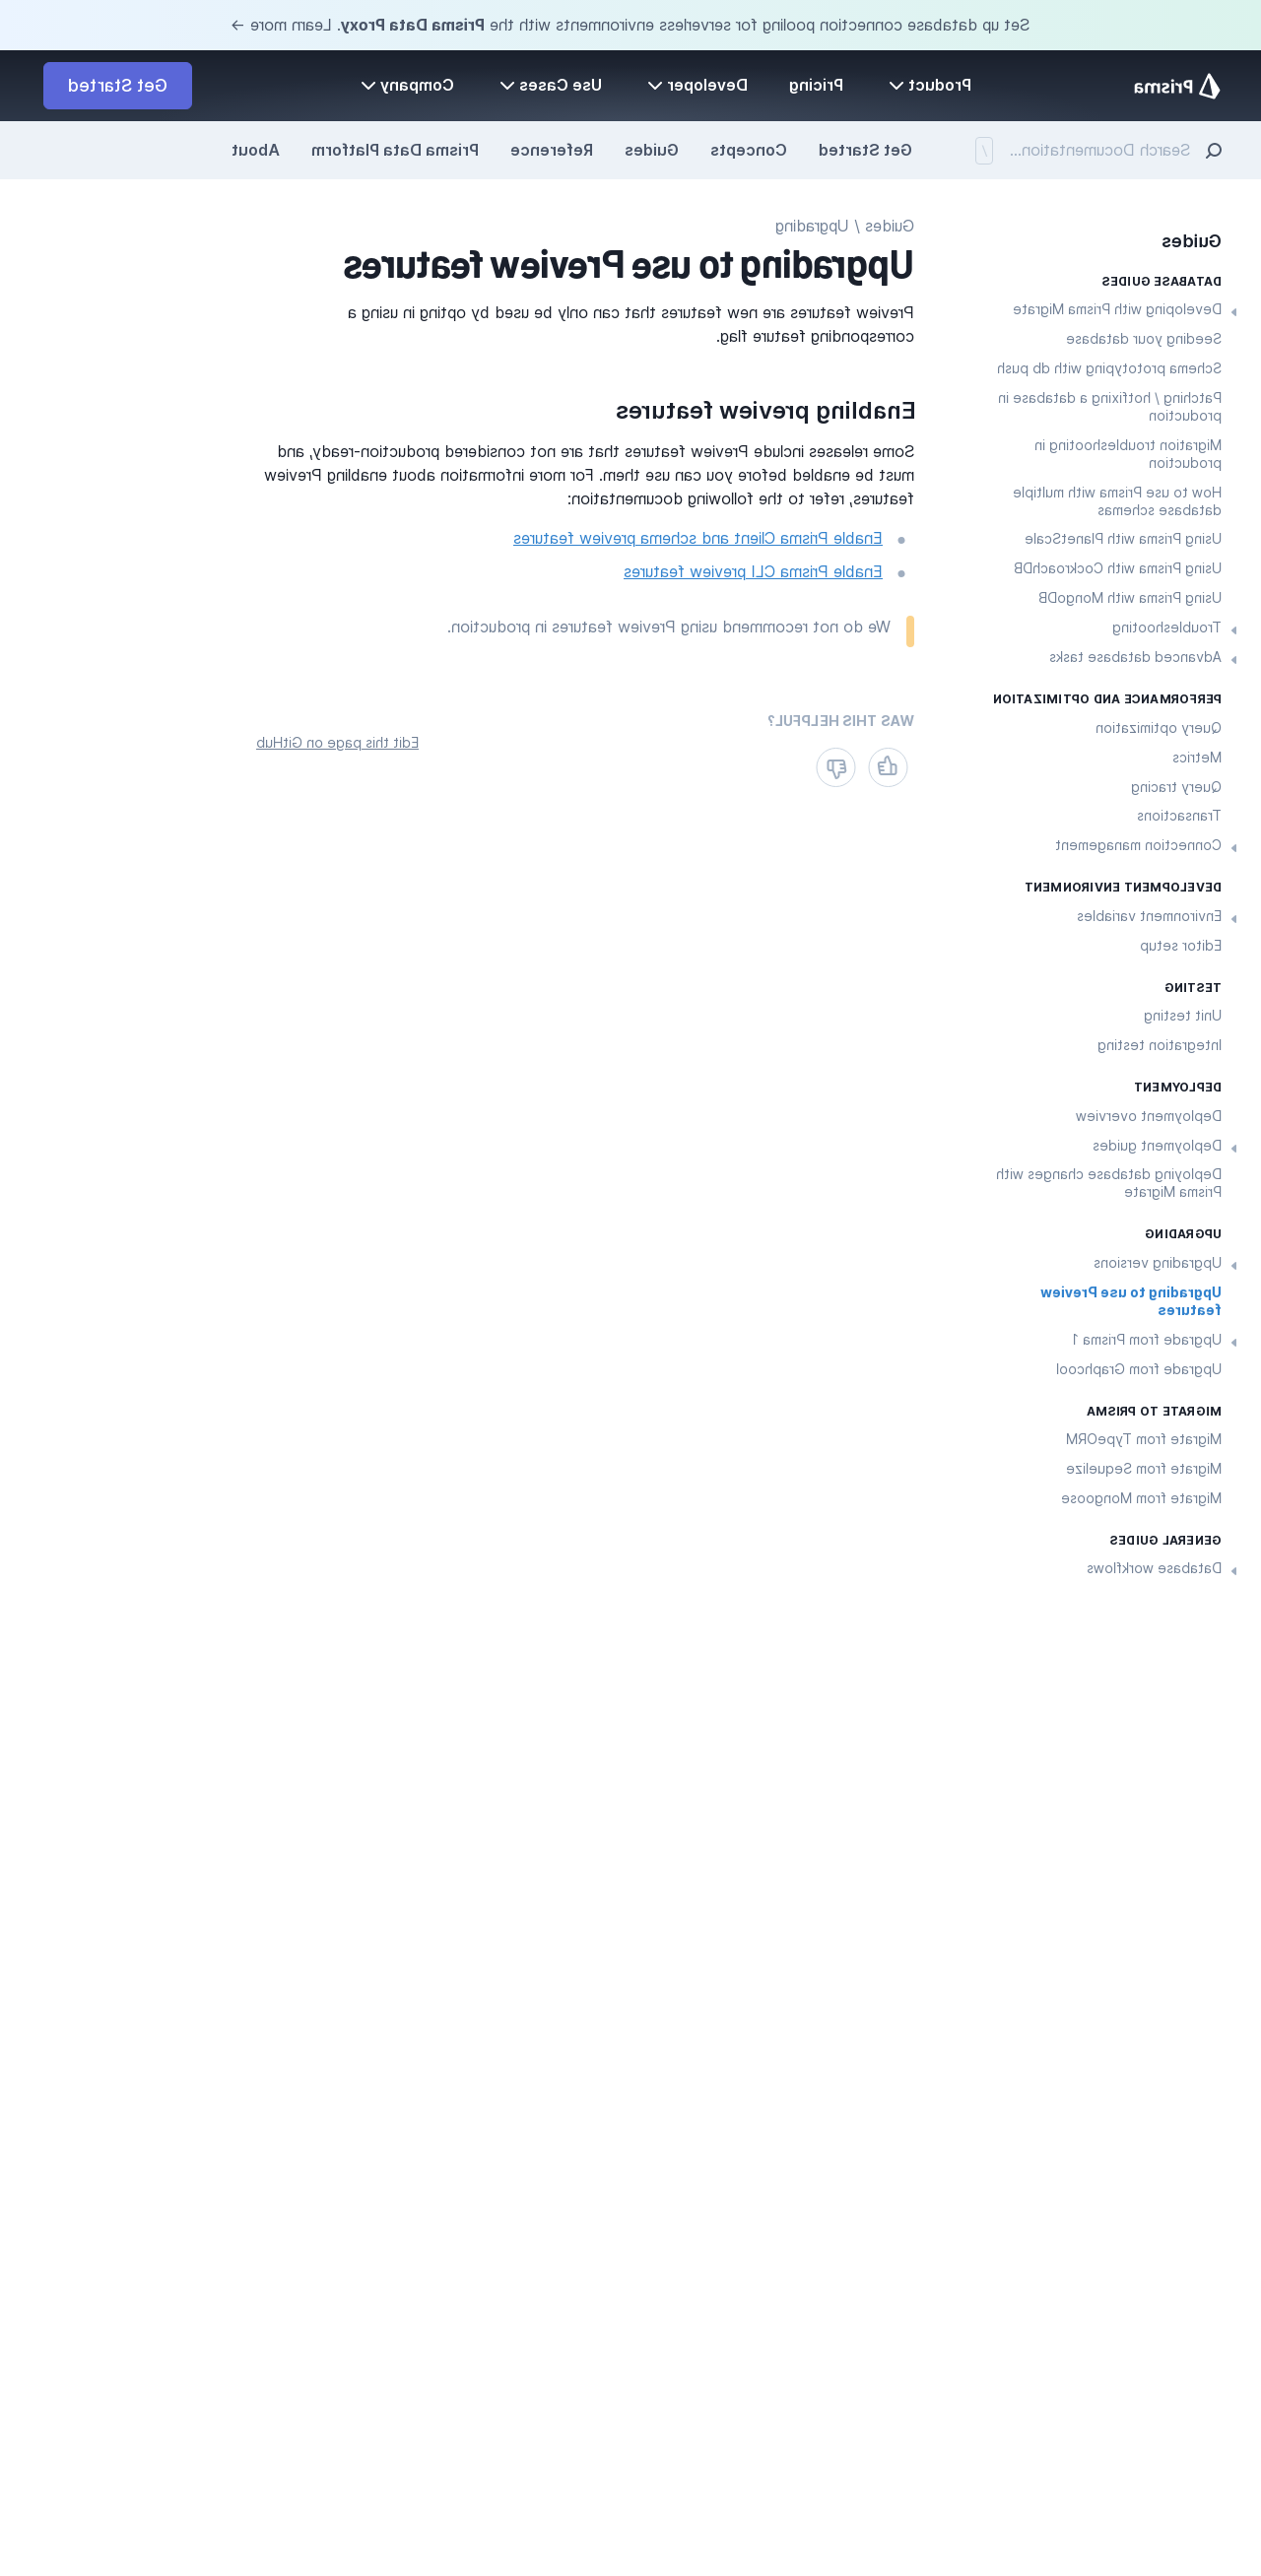 Set up database connection pooling for serverless environments with the Prisma Data Proxy. Learn more →
Prisma
Product
Pricing
Developer
Use Cases
Company
Get Started
Search Documentation...
/
Get Started
Concepts
Guides
Reference
Prisma Data Platform
About
Guides
DATABASE GUIDES
Developing with Prisma Migrate
Seeding your database
Schema prototyping with db push
Patching / hotfixing a database in
production
Migration troubleshooting in
production
How to use Prisma with multiple
database schemas
Using Prisma with PlanetScale
Using Prisma with CockroachDB
Using Prisma with MongoDB
Troubleshooting
Advanced database tasks
PERFORMANCE AND OPTIMIZATION
Query optimization
Metrics
Query tracing
Transactions
Connection management
DEVELOPMENT ENVIRONMENT
Environment variables
Editor setup
TESTING
Unit testing
Integration testing
DEPLOYMENT
Deployment overview
Deployment guides
Deploying database changes with
Prisma Migrate
UPGRADING
Upgrading versions
Upgrading to use Preview
features
Upgrade from Prisma 1
Upgrade from Graphcool
MIGRATE TO PRISMA
Migrate from TypeORM
Migrate from Sequelize
Migrate from Mongoose
GENERAL GUIDES
Database workflows
Guides / Upgrading
Upgrading to use Preview features
Preview features are new features that can only be used by opting in using a
corresponding feature flag.
Enabling preview features
Some releases include Preview features that are not considered production-ready, and
must be enabled before you can use them. For more information about enabling Preview
features, refer to the following documentation:
Enable Prisma Client and schema preview features
Enable Prisma CLI preview features
We do not recommend using Preview features in production.
WAS THIS HELPFUL?
Edit this page on GitHub